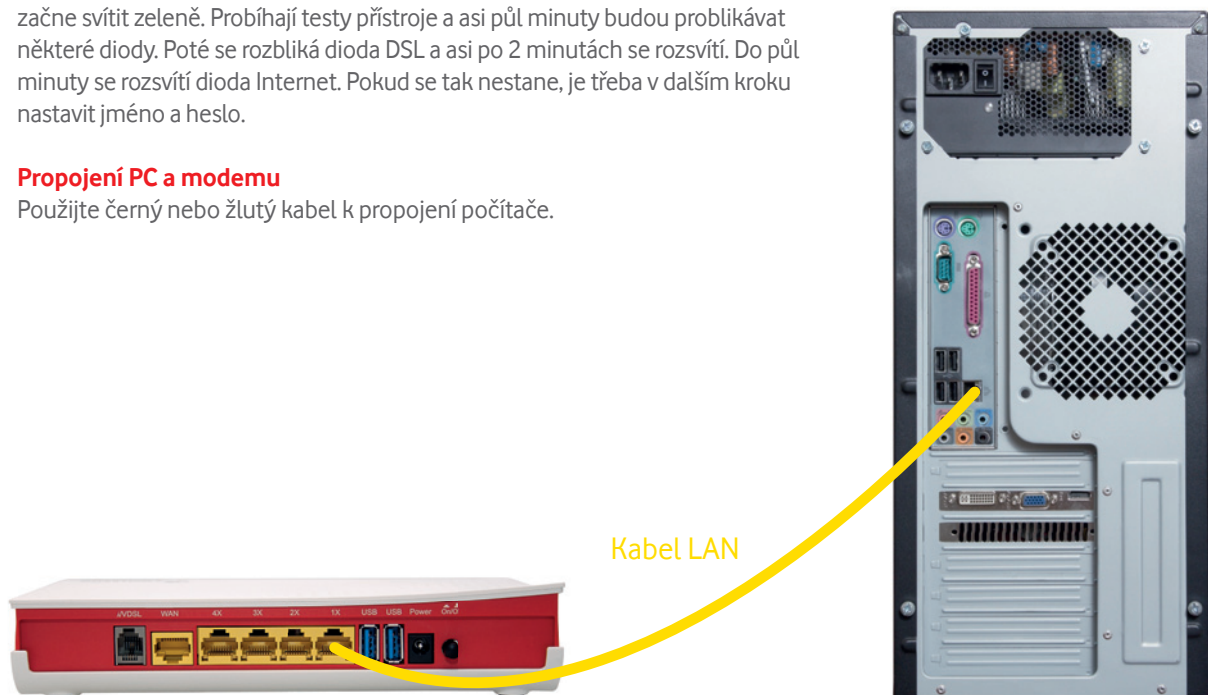 začne svítit zeleně. Probíhají testy přístroje a asi půl minuty budou problikávat
některé diody. Poté se rozbliká dioda DSL a asi po 2 minutách se rozsvítí. Do půl
minuty se rozsvítí dioda Internet. Pokud se tak nestane, je třeba v dalším kroku
nastavit jméno a heslo.
Propojení PC a modemu
Použijte černý nebo žlutý kabel k propojení počítače.
Kabel LAN
WAN 4X 3X 2X 1X USB USB Power On/Off